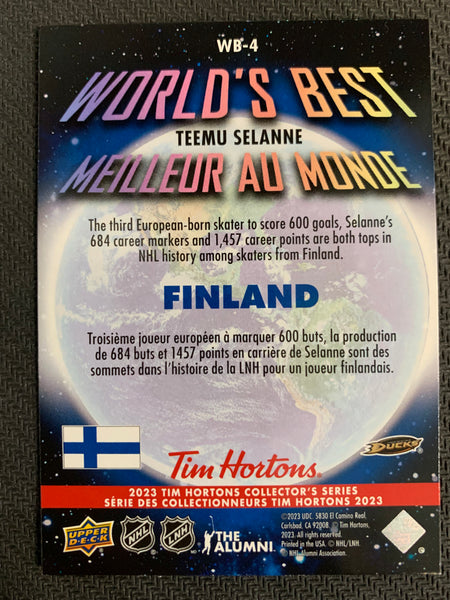 WB-4
WORLD'S BEST
TEEMU SELANNE
MEILLEUR AU MONDE
The third European-born skater to score 600 goals, Selanne's
684 career markers and 1,457 career points are both tops in
NHL history among skaters from Finland.
FINLAND
Troisième joueur européen à marquer 600 buts, la production
de 684 buts et 1457 points en carrière de Selanne sont des
sommets dans l'histoire de la LNH pour un joueur finlandais.
DUCKS
Tim Hortons®
2023 TIM HORTONS COLLECTOR'S SERIES
SÉRIE DES COLLECTIONNEURS TIM HORTONS 2023
UPPER DECK
NHL
LNH
THE ALUMNI
©2023 UDC. 5830 El Camino Real,
Carlsbad, CA 92008. © Tim Hortons,
2023. All rights reserved.
Printed in the USA. © NHL/LNH.
© NHL Alumni Association.